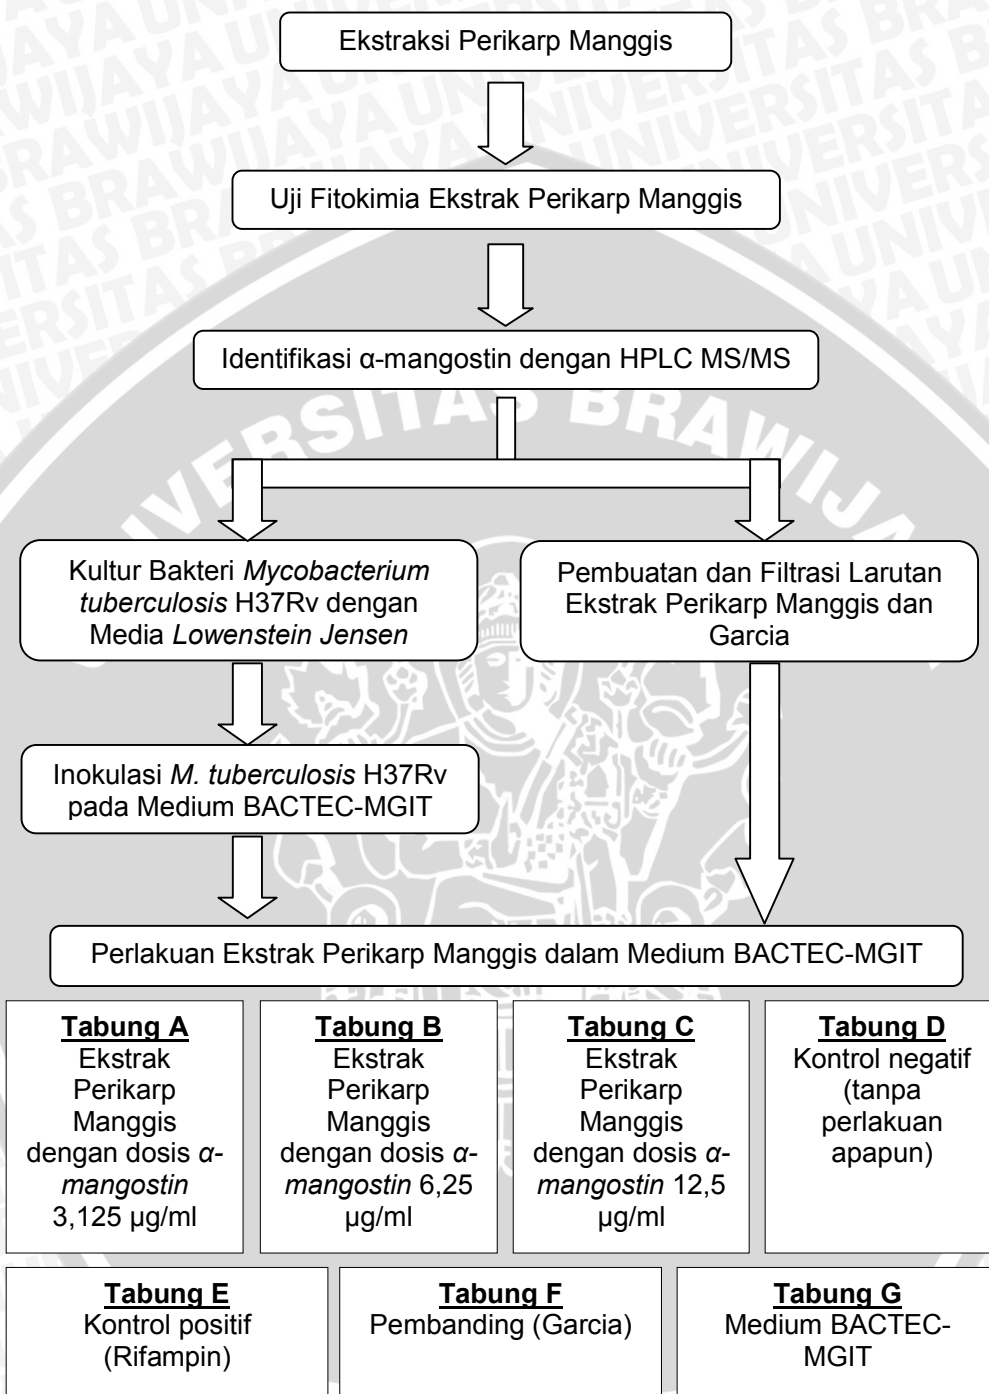 Ekstraksi Perikarp Manggis
Uji Fitokimia Ekstrak Perikarp Manggis
Identifikasi α-mangostin dengan HPLC MS/MS
Kultur Bakteri Mycobacterium
tuberculosis H37Rv dengan
Media Lowenstein Jensen
Pembuatan dan Filtrasi Larutan
Ekstrak Perikarp Manggis dan
Garcia
Inokulasi M. tuberculosis H37Rv
pada Medium BACTEC-MGIT
Perlakuan Ekstrak Perikarp Manggis dalam Medium BACTEC-MGIT
Tabung A
Ekstrak
Perikarp
Manggis
dengan dosis α-
mangostin
3,125 µg/ml
Tabung B
Ekstrak
Perikarp
Manggis
dengan dosis α-
mangostin 6,25
µg/ml
Tabung C
Ekstrak
Perikarp
Manggis
dengan dosis α-
mangostin 12,5
µg/ml
Tabung D
Kontrol negatif
(tanpa
perlakuan
apapun)
Tabung E
Kontrol positif
(Rifampin)
Tabung F
Pembanding (Garcia)
Tabung G
Medium BACTEC-
MGIT